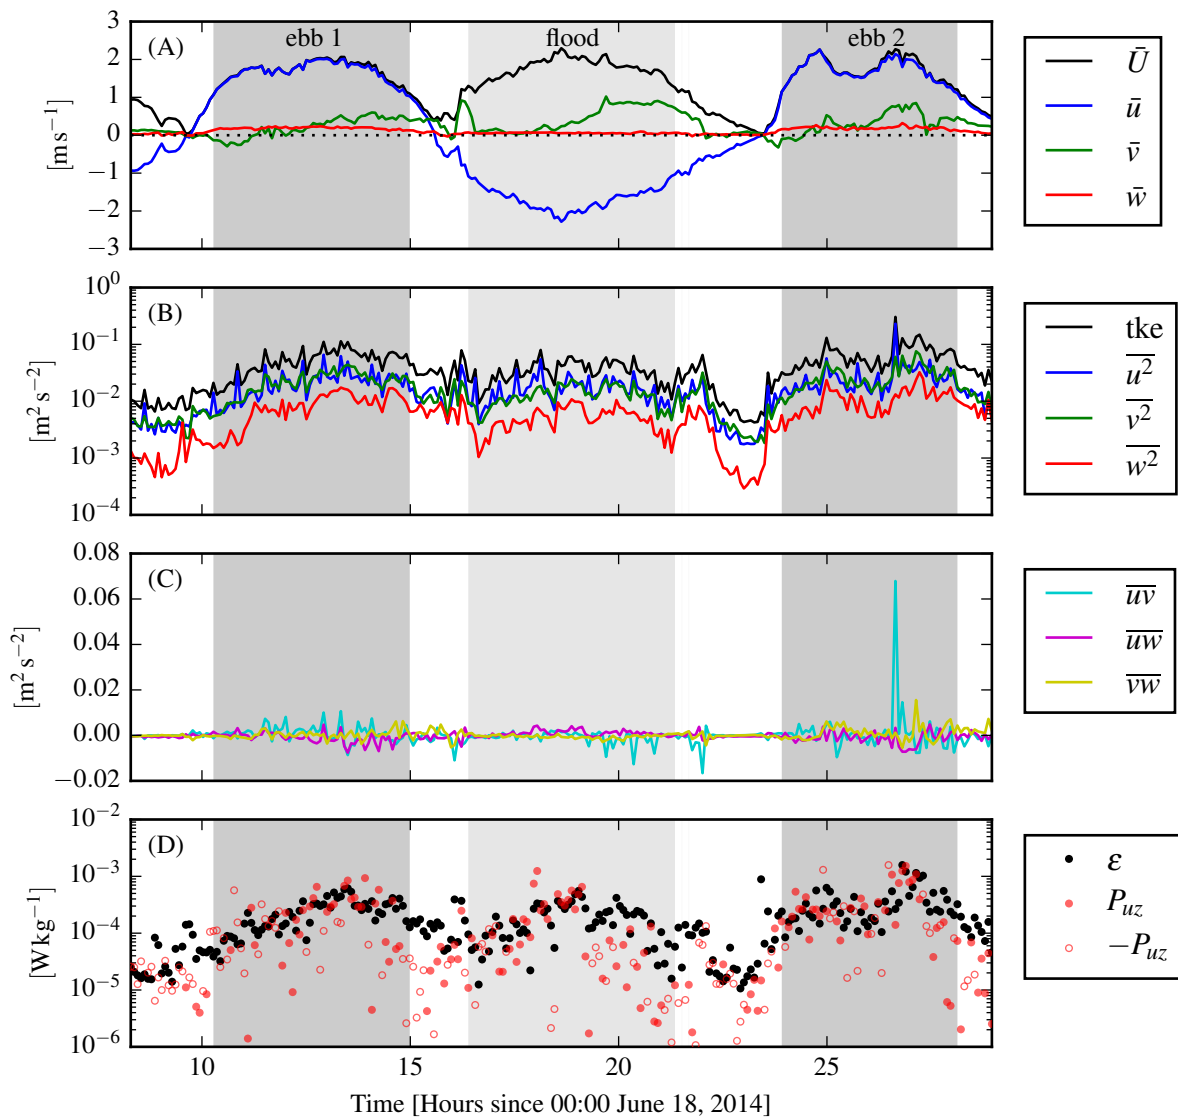 3
2
1
0
−1
−2
−3
[m s⁻¹]
(A)
ebb 1
flood
ebb 2
Ū
ū
v̄
w̄
10⁰
10⁻¹
10⁻²
10⁻³
10⁻⁴
[m² s⁻²]
(B)
tke
u²
v²
w²
0.08
0.06
0.04
0.02
0.00
−0.02
[m² s⁻²]
(C)
uv
uw
vw
10⁻²
10⁻³
10⁻⁴
10⁻⁵
10⁻⁶
[W kg⁻¹]
(D)
ε
P_uz
−P_uz
10 15 20 25
Time [Hours since 00:00 June 18, 2014]